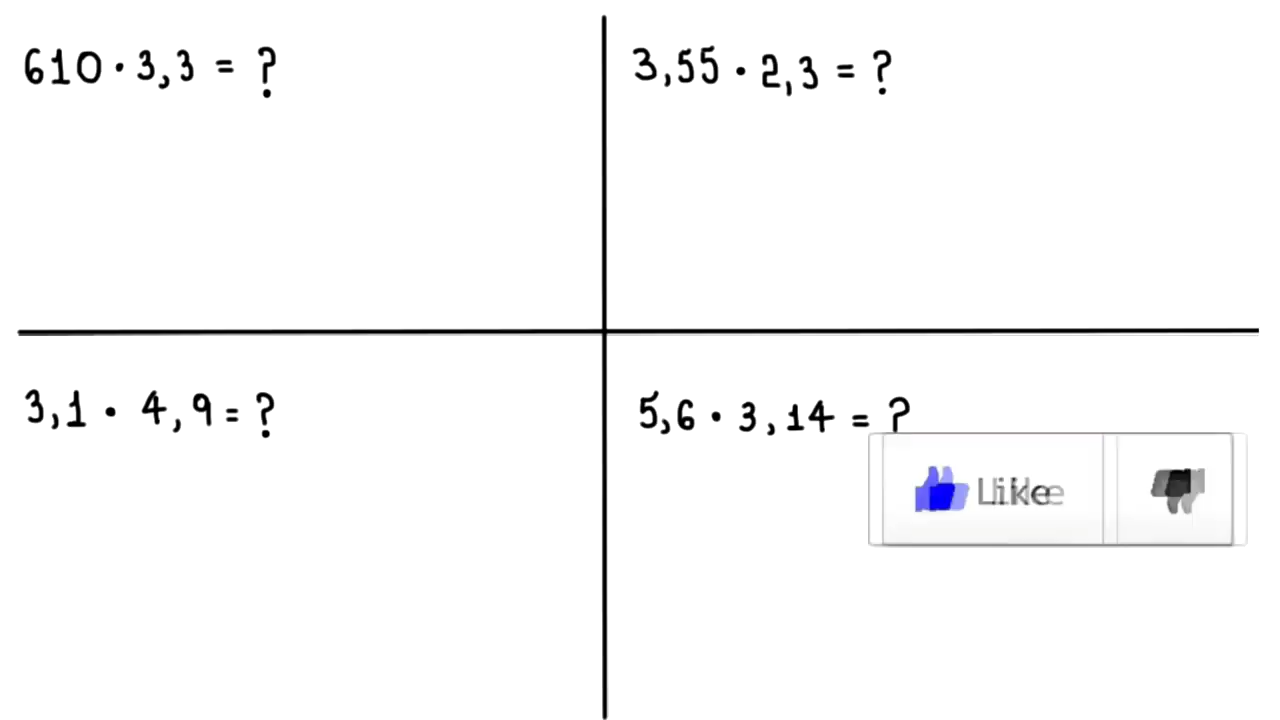 610 · 3,3 = ?
3,55 · 2,3 = ?
3,1 · 4,9 = ?
5,6 · 3,14 = ?
Like